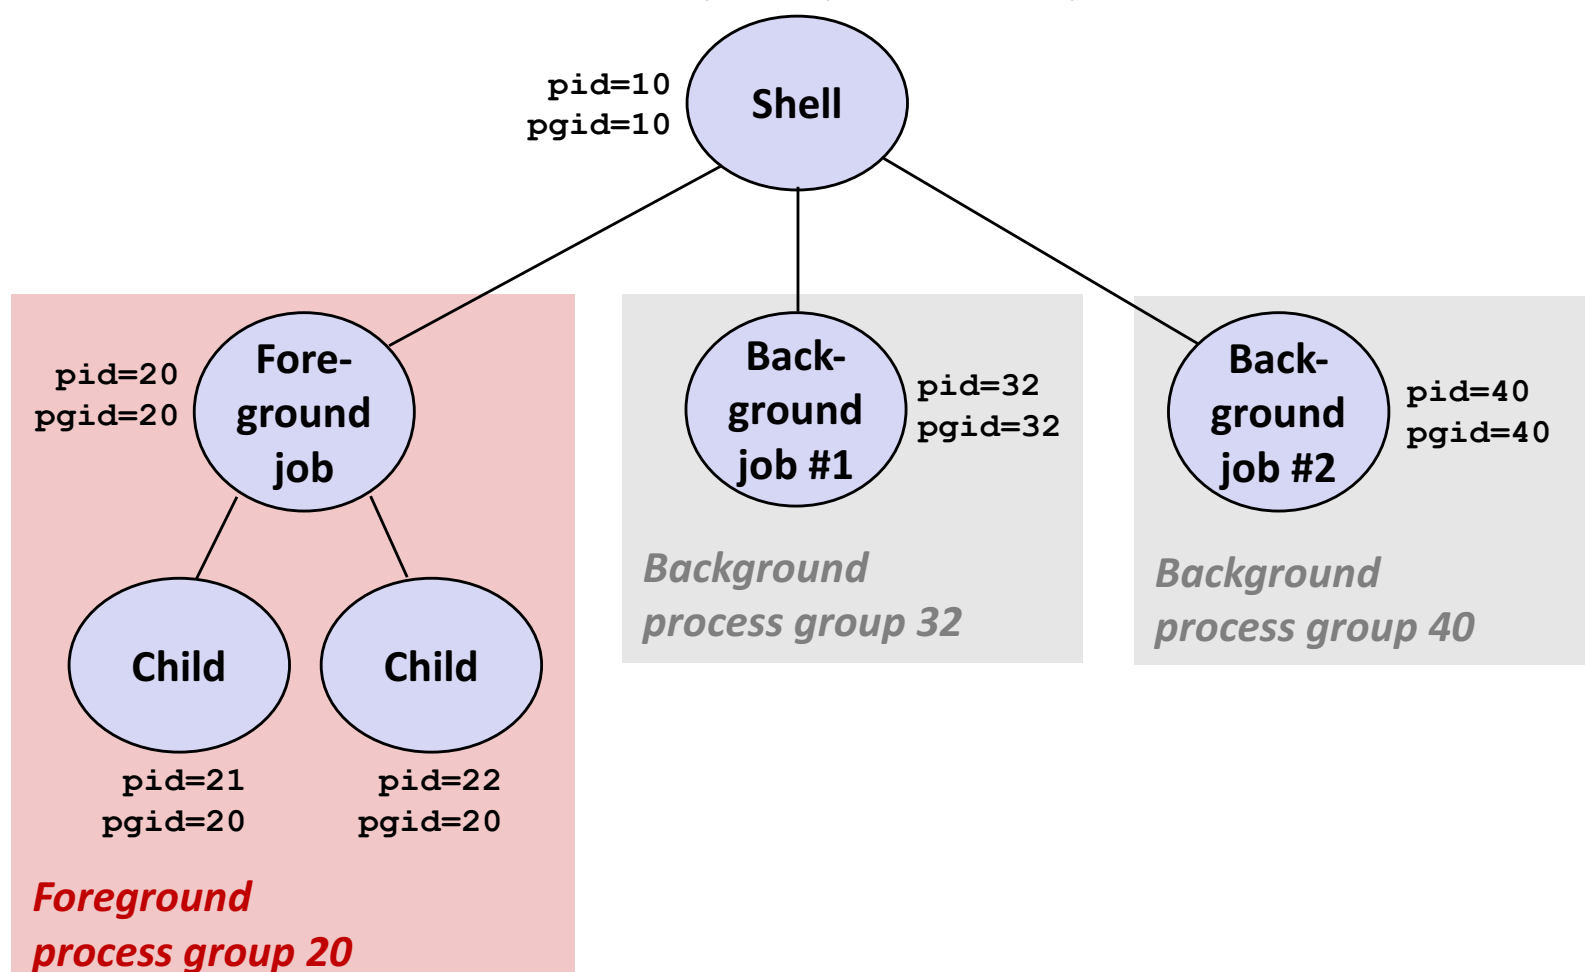 pid=10
pgid=10
Shell
pid=20
pgid=20
Fore-
ground
job
Back-
ground
job #1
pid=32
pgid=32
Back-
ground
job #2
pid=40
pgid=40
Child
Child
pid=21
pgid=20
pid=22
pgid=20
Background
process group 32
Background
process group 40
Foreground
process group 20